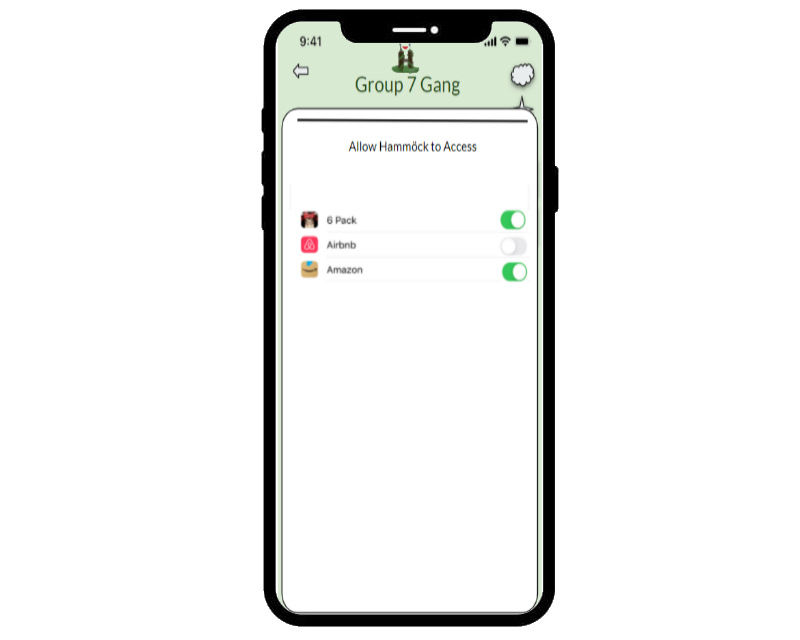 9:41
Group 7 Gang
Allow Hammöck to Access
6 Pack
Airbnb
Amazon